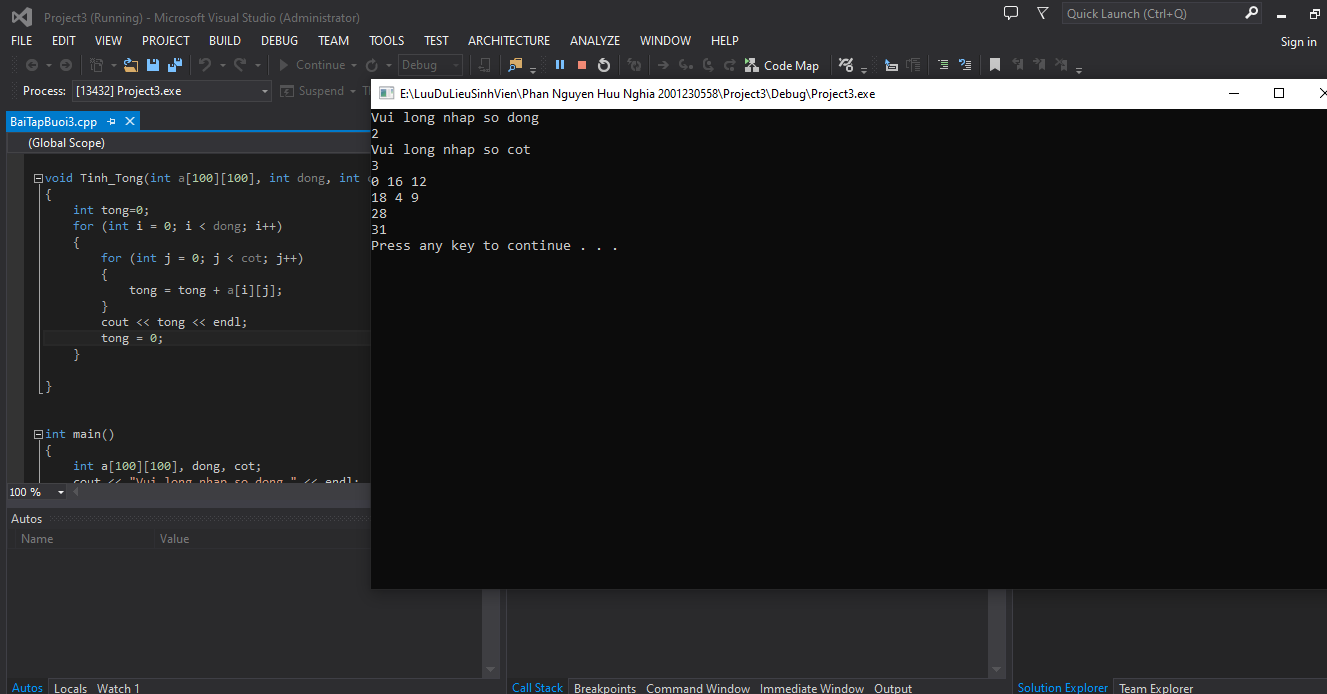 Project3 (Running) - Microsoft Visual Studio (Administrator)
Quick Launch (Ctrl+Q)
FILE EDIT VIEW PROJECT BUILD DEBUG TEAM TOOLS TEST ARCHITECTURE ANALYZE WINDOW HELP
Sign in
Continue Debug Code Map
Process: [13432] Project3.exe Suspend
E:\LuuDuLieuSinhVien\Phan Nguyen Huu Nghia 2001230558\Project3\Debug\Project3.exe
BaiTapBuoi3.cpp
(Global Scope)
void Tinh_Tong(int a[100][100], int dong, int
{
int tong=0;
for (int i = 0; i < dong; i++)
{
for (int j = 0; j < cot; j++)
{
tong = tong + a[i][j];
}
cout << tong << endl;
tong = 0;
}
}
int main()
{
int a[100][100], dong, cot;
cout << "Vui long nhap so dong " << endl;
100 %
Vui long nhap so dong
2
Vui long nhap so cot
3
0 16 12
18 4 9
28
31
Press any key to continue . . .
Autos
Name Value
Autos Locals Watch 1
Call Stack Breakpoints Command Window Immediate Window Output
Solution Explorer Team Explorer